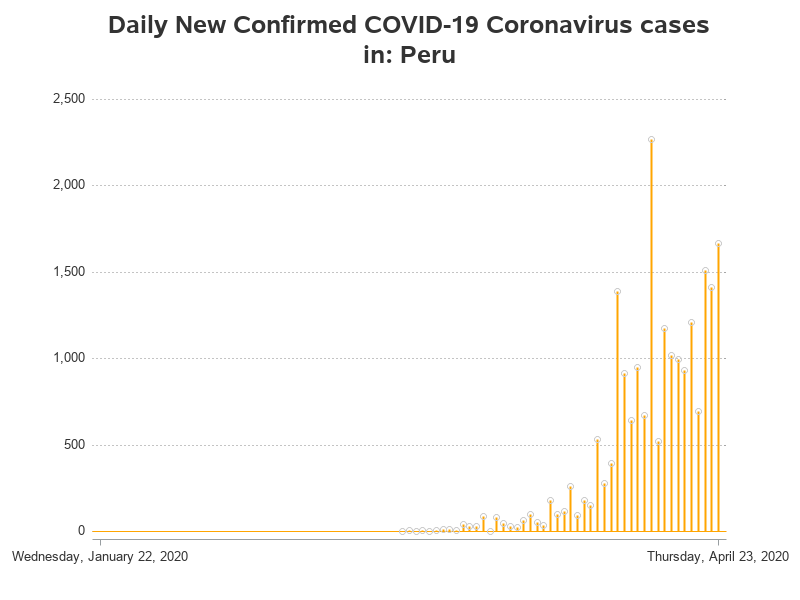 Daily New Confirmed COVID-19 Coronavirus cases
in: Peru
2,500
2,000
1,500
1,000
500
0
Wednesday, January 22, 2020
Thursday, April 23, 2020